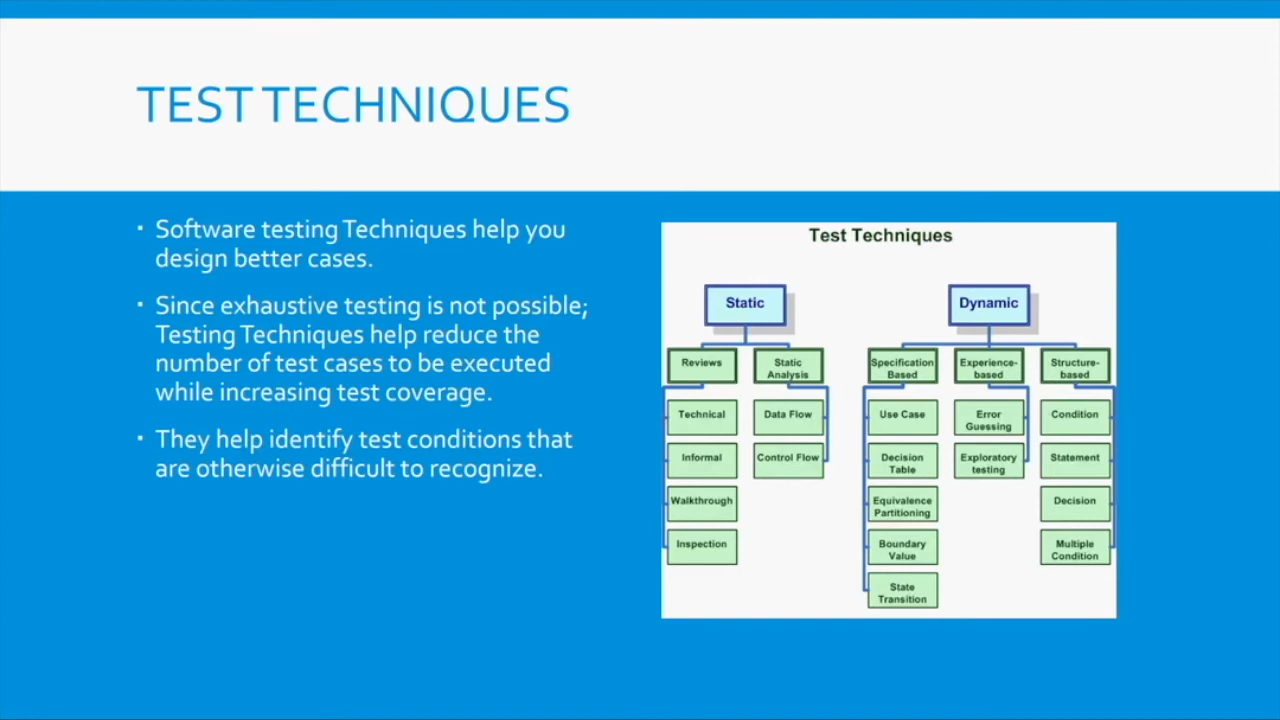 TEST TECHNIQUES
Software testing Techniques help you
design better cases.
Since exhaustive testing is not possible;
Testing Techniques help reduce the
number of test cases to be executed
while increasing test coverage.
They help identify test conditions that
are otherwise difficult to recognize.
Test Techniques
Static
Dynamic
Reviews
Technical
Informal
Walkthrough
Inspection
Static
Analysis
Data Flow
Control Flow
Specification
Based
Use Case
Decision
Table
Equivalence
Partitioning
Boundary
Value
State
Transition
Experience-
based
Error
Guessing
Exploratory
testing
Structure-
based
Condition
Statement
Decision
Multiple
Condition